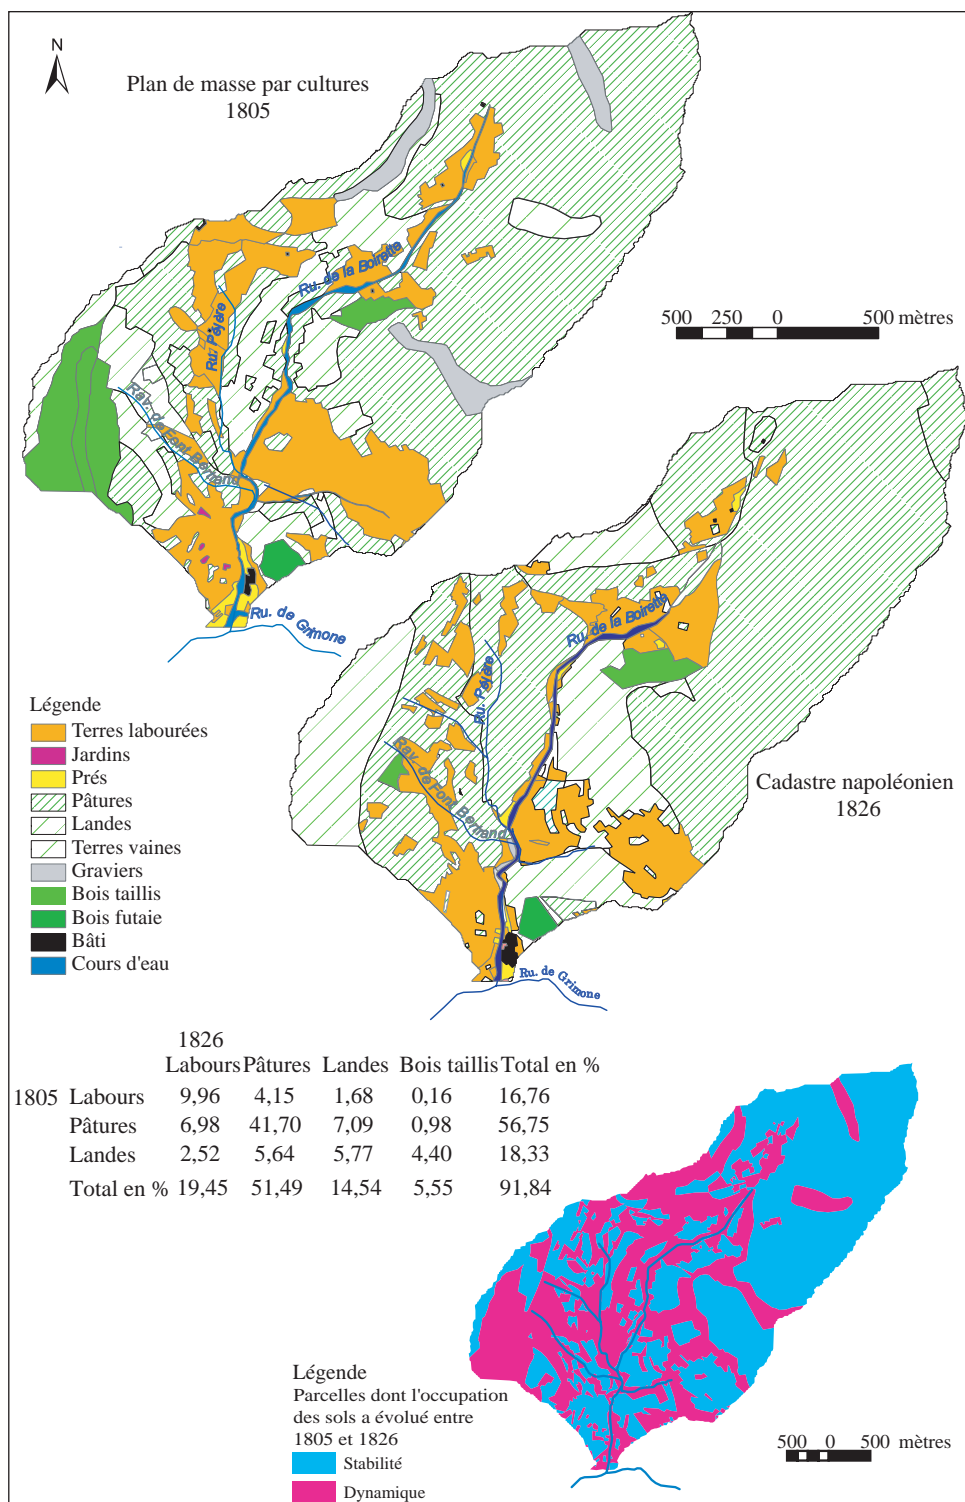 N
Plan de masse par cultures
1805
Ru. de la Boirette
Ru. Péyère
Rav. de Font Bertrand
Ru. de Grimone
500 250 0 500 mètres
Ru. de la Boirette
Ru. Péyère
Rav. de Font Bertrand
Ru. de Grimone
Cadastre napoléonien
1826
Légende
Terres labourées
Jardins
Prés
Pâtures
Landes
Terres vaines
Graviers
Bois taillis
Bois futaie
Bâti
Cours d'eau
1826
Labours Pâtures Landes Bois taillis Total en %
1805 Labours 9,96 4,15 1,68 0,16 16,76
Pâtures 6,98 41,70 7,09 0,98 56,75
Landes 2,52 5,64 5,77 4,40 18,33
Total en % 19,45 51,49 14,54 5,55 91,84
Légende
Parcelles dont l'occupation
des sols a évolué entre
1805 et 1826
Stabilité
Dynamique
500 0 500 mètres